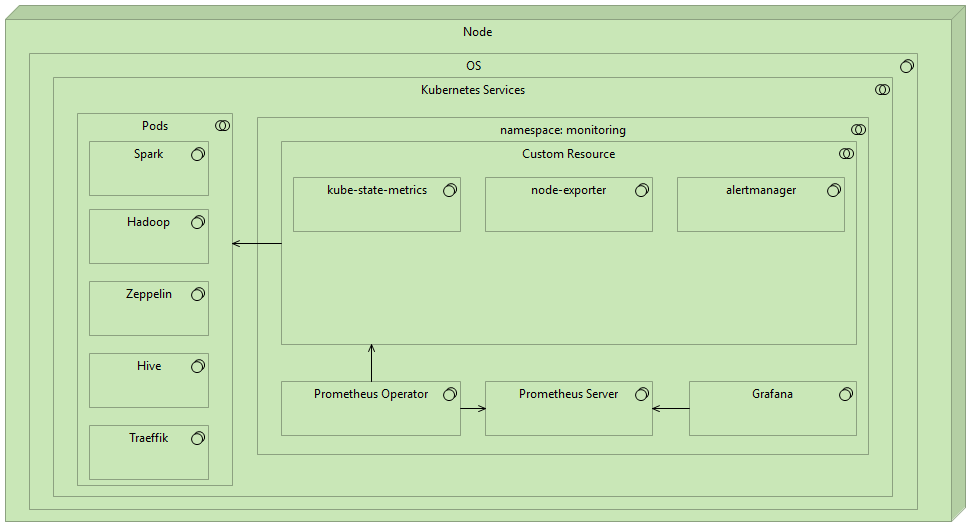 Node
OS
Kubernetes Services
Pods
Spark
Hadoop
Zeppelin
Hive
Traeffik
namespace: monitoring
Custom Resource
kube-state-metrics
node-exporter
alertmanager
Prometheus Operator
Prometheus Server
Grafana